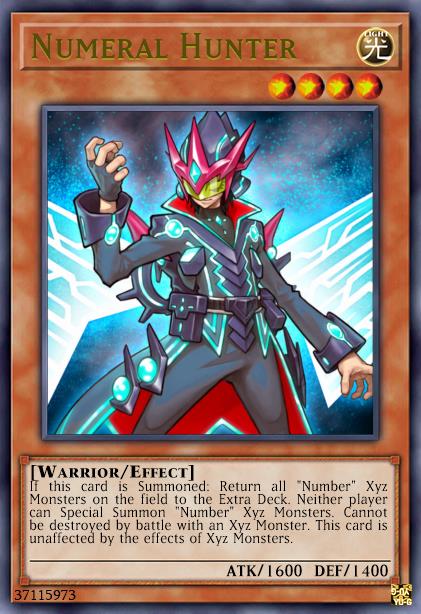 Numeral Hunter
LIGHT
光
[Warrior/Effect]
If this card is Summoned: Return all "Number" Xyz
Monsters on the field to the Extra Deck. Neither player
can Special Summon "Number" Xyz Monsters. Cannot
be destroyed by battle with an Xyz Monster. This card is
unaffected by the effects of Xyz Monsters.
ATK/1600 DEF/1400
37115973